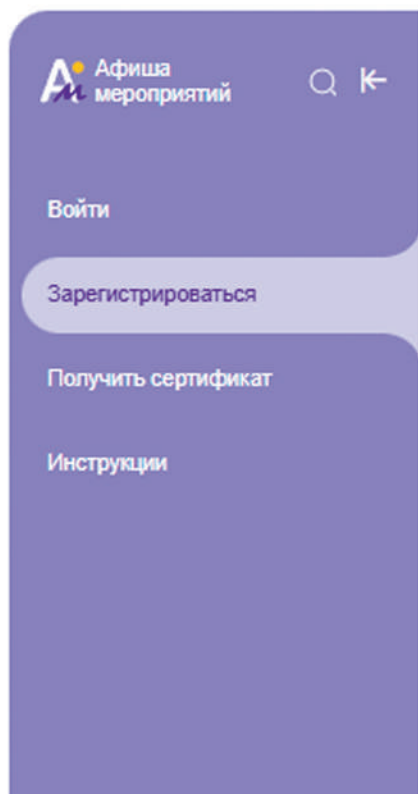 Афиша
мероприятий
Войти
Зарегистрироваться
Получить сертификат
Инструкции